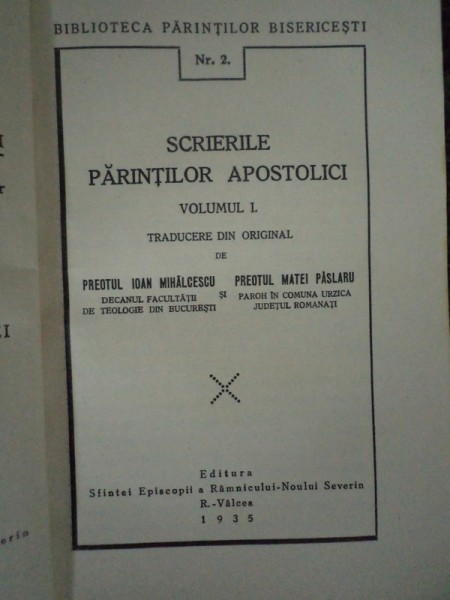 BIBLIOTECA PĂRINȚILOR BISERICEȘTI
Nr. 2.
SCRIERILE
PĂRINȚILOR APOSTOLICI
VOLUMUL I.
TRADUCERE DIN ORIGINAL
DE
PREOTUL IOAN MIHĂLCESCU
DECANUL FACULTĂȚII
DE TEOLOGIE DIN BUCUREȘTI
ȘI
PREOTUL MATEI PÂSLARU
PAROH ÎN COMUNA URZICA
JUDEȚUL ROMANAȚI
Editura
Sfintei Episcopii a Râmnicului-Noului Severin
R.-Vâlcea
1935